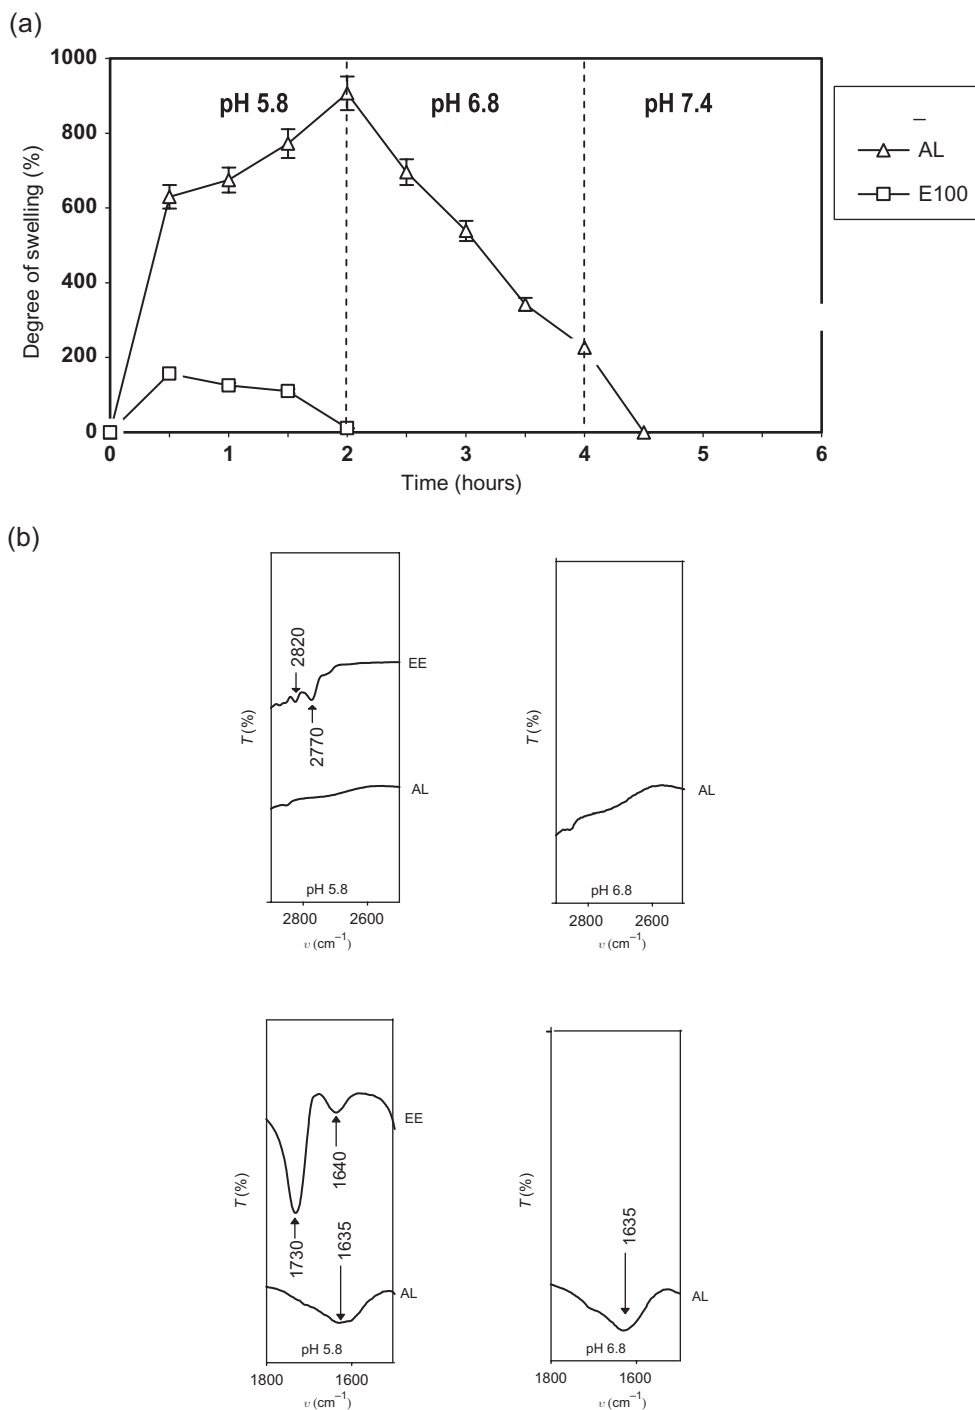 (a)
1000
800
600
400
200
0
Degree of swelling (%)
pH 5.8
pH 6.8
pH 7.4
–
AL
E100
0
1
2
3
4
5
6
Time (hours)
(b)
2820
EE
2770
AL
T (%)
pH 5.8
2800
2600
υ (cm–1)
AL
T (%)
pH 6.8
2800
2600
υ (cm–1)
EE
1640
1730
1635
AL
T (%)
pH 5.8
1800
1600
υ (cm–1)
1635
AL
T (%)
pH 6.8
1800
1600
υ (cm–1)